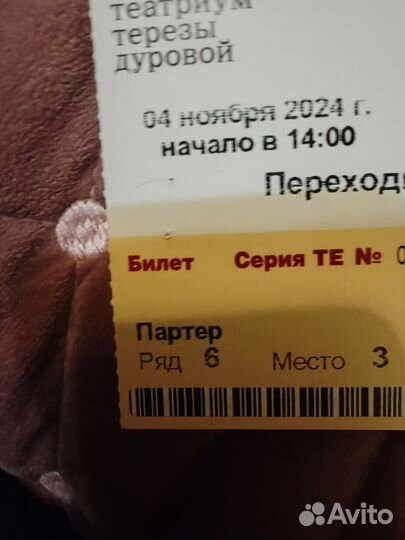 театриум
терезы
дуровой
04 ноября 2024 г.
начало в 14:00
Билет Серия ТЕ №
Партер
Ряд 6 Место 3
Avito